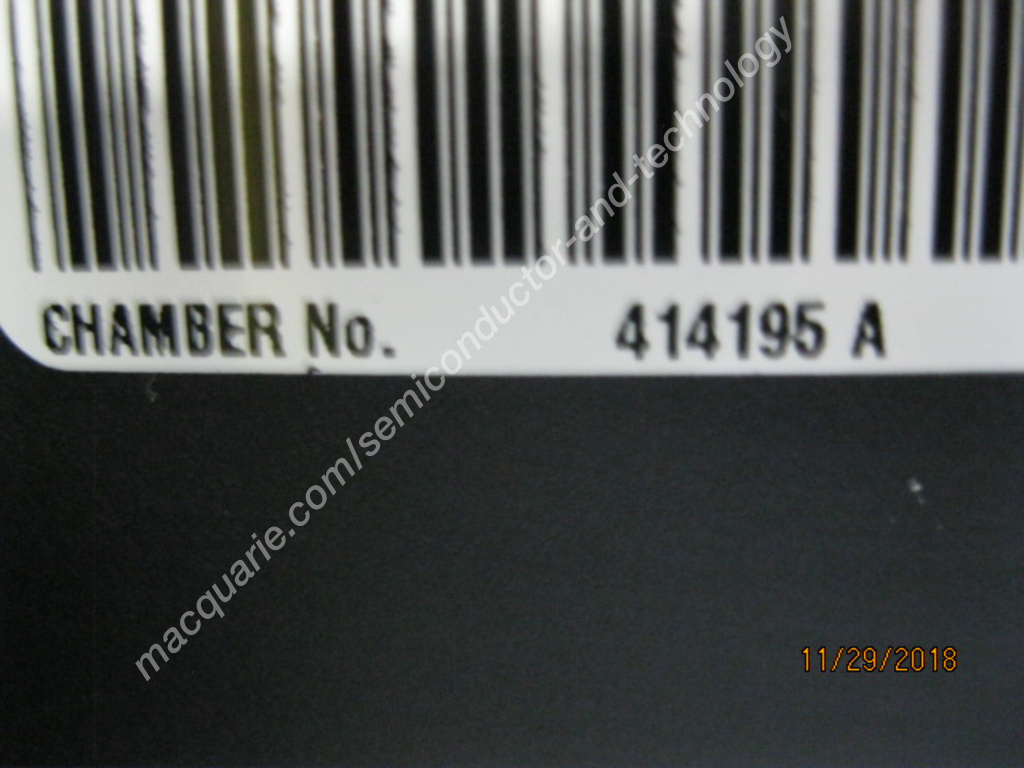 CHAMBER No. 414195 A
macquarie.com/semiconductor-and-technology
11/29/2018